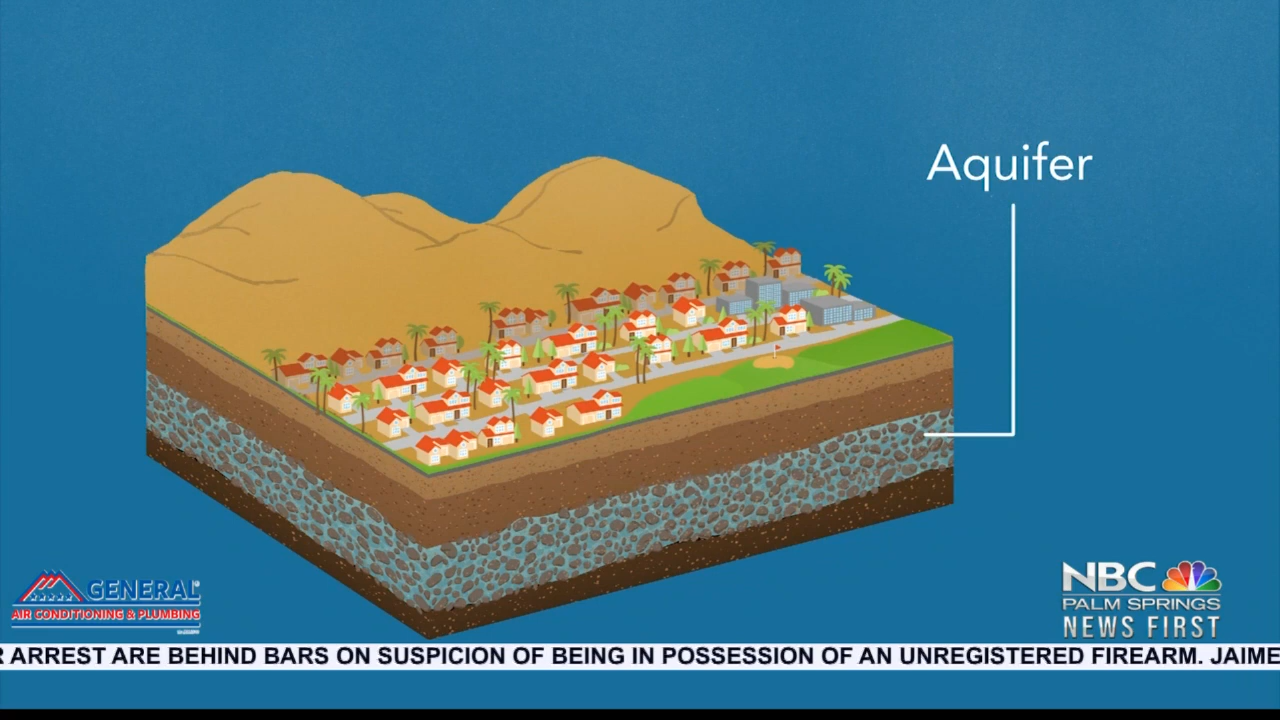 Aquifer
GENERAL®
AIR CONDITIONING & PLUMBING
NBC
PALM SPRINGS
NEWS FIRST
R ARREST ARE BEHIND BARS ON SUSPICION OF BEING IN POSSESSION OF AN UNREGISTERED FIREARM. JAIME